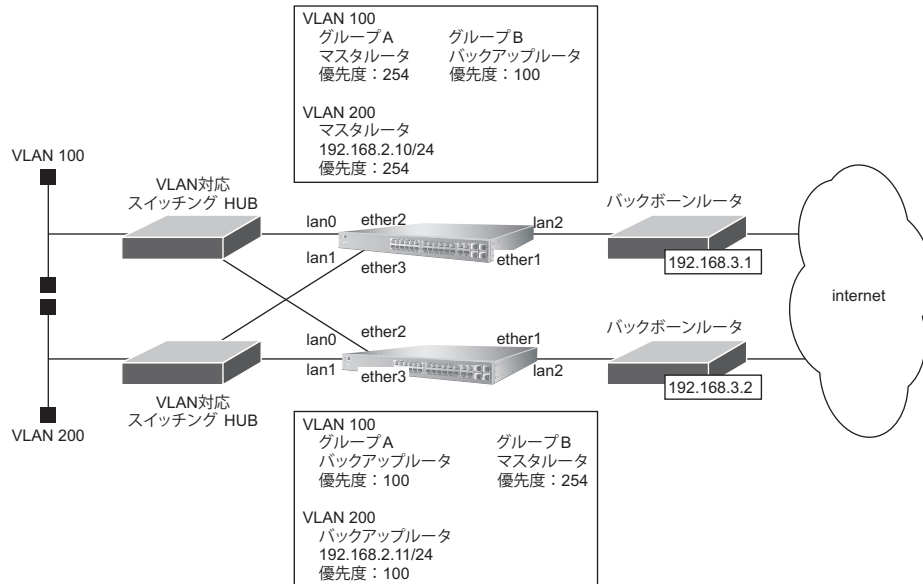 VLAN 100
グループA グループB
マスタルータ バックアップルータ
優先度：254 優先度：100
VLAN 200
マスタルータ
192.168.2.10/24
優先度：254
VLAN 100
VLAN対応
スイッチング HUB
lan0
ether2
lan2
バックボーンルータ
lan1
ether3
ether1
192.168.3.1
internet
lan0
ether2
ether1
バックボーンルータ
lan1
ether3
lan2
192.168.3.2
VLAN対応
スイッチング HUB
VLAN 200
VLAN 100
グループA グループB
バックアップルータ マスタルータ
優先度：100 優先度：254
VLAN 200
バックアップルータ
192.168.2.11/24
優先度：100